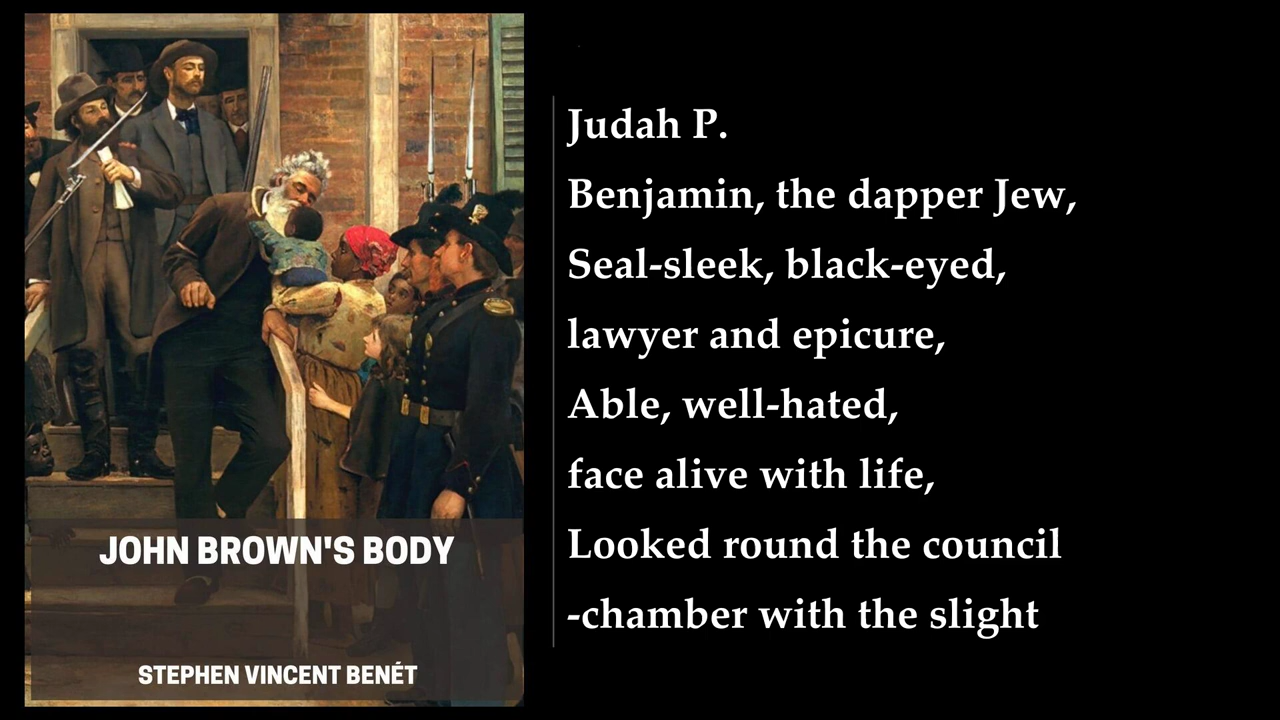 JOHN BROWN'S BODY
STEPHEN VINCENT BENÉT
Judah P.
Benjamin, the dapper Jew,
Seal-sleek, black-eyed,
lawyer and epicure,
Able, well-hated,
face alive with life,
Looked round the council
-chamber with the slight